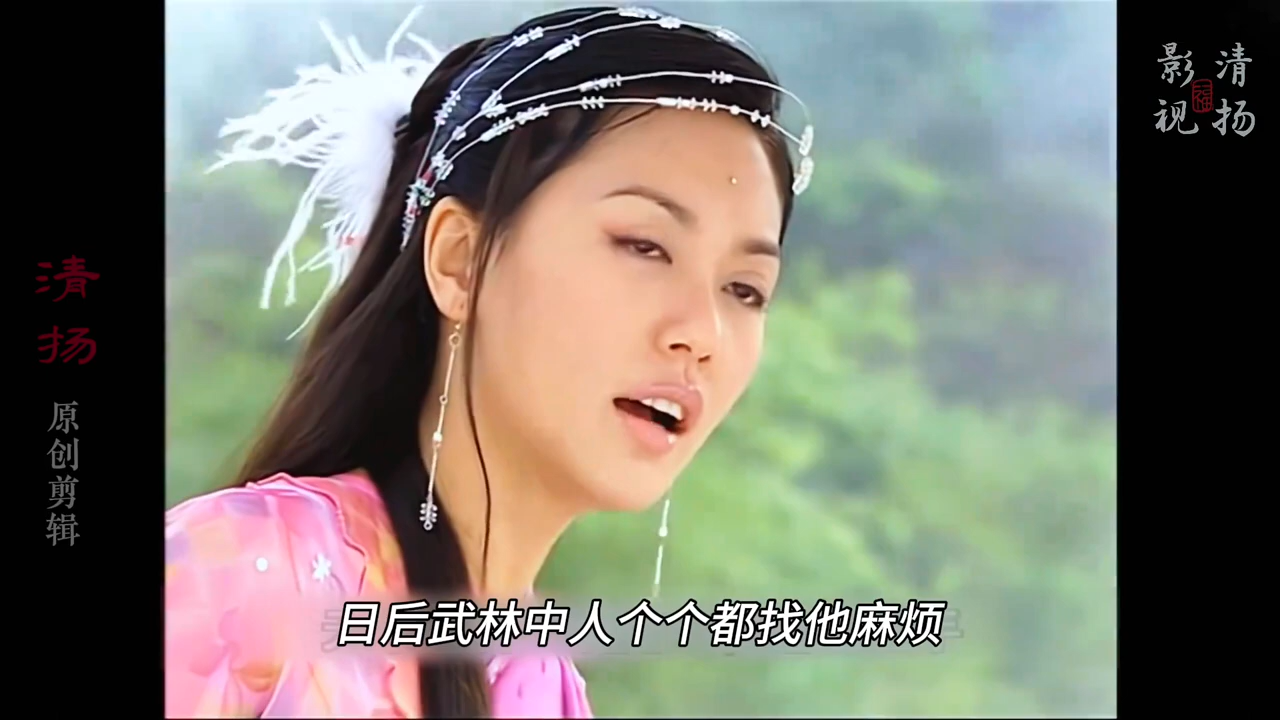 清扬
影视
清扬
原创剪辑
日后武林中人个个都找他麻烦